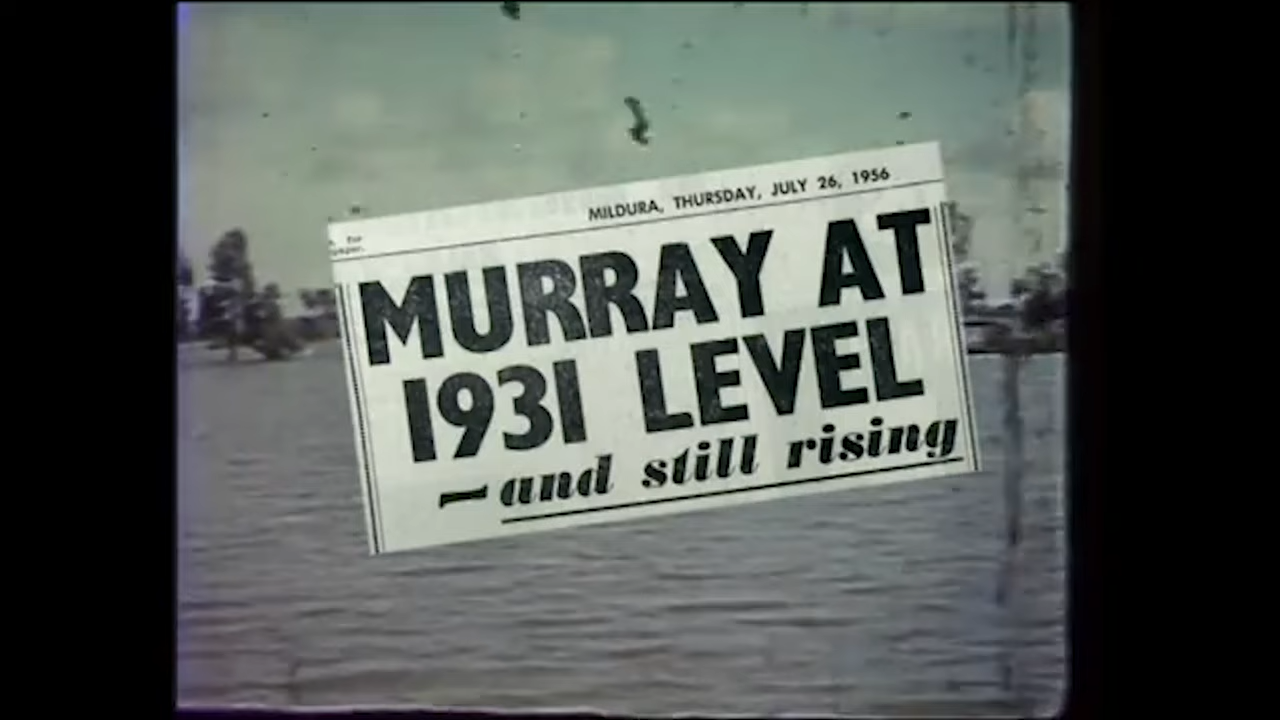 MILDURA, THURSDAY, JULY 26, 1956
MURRAY AT
1931 LEVEL
—and still rising